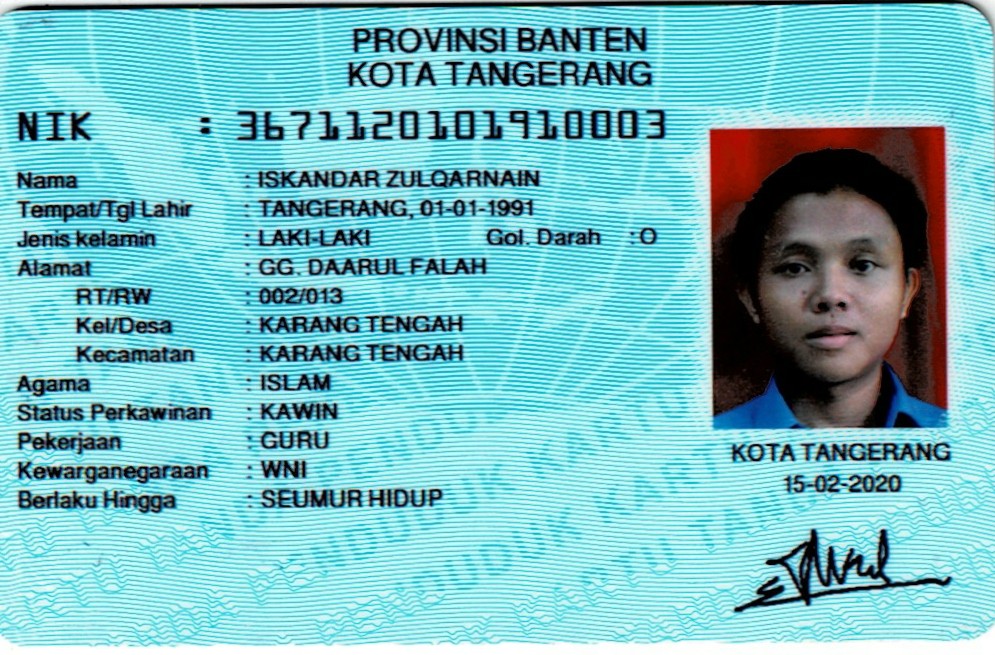 PROVINSI BANTEN
KOTA TANGERANG
NIK : 3671120101910003
Nama : ISKANDAR ZULQARNAIN
Tempat/Tgl Lahir : TANGERANG, 01-01-1991
Jenis kelamin : LAKI-LAKI Gol. Darah : O
Alamat : GG. DAARUL FALAH
RT/RW : 002/013
Kel/Desa : KARANG TENGAH
Kecamatan : KARANG TENGAH
Agama : ISLAM
Status Perkawinan : KAWIN
Pekerjaan : GURU
Kewarganegaraan : WNI
Berlaku Hingga : SEUMUR HIDUP
KOTA TANGERANG
15-02-2020